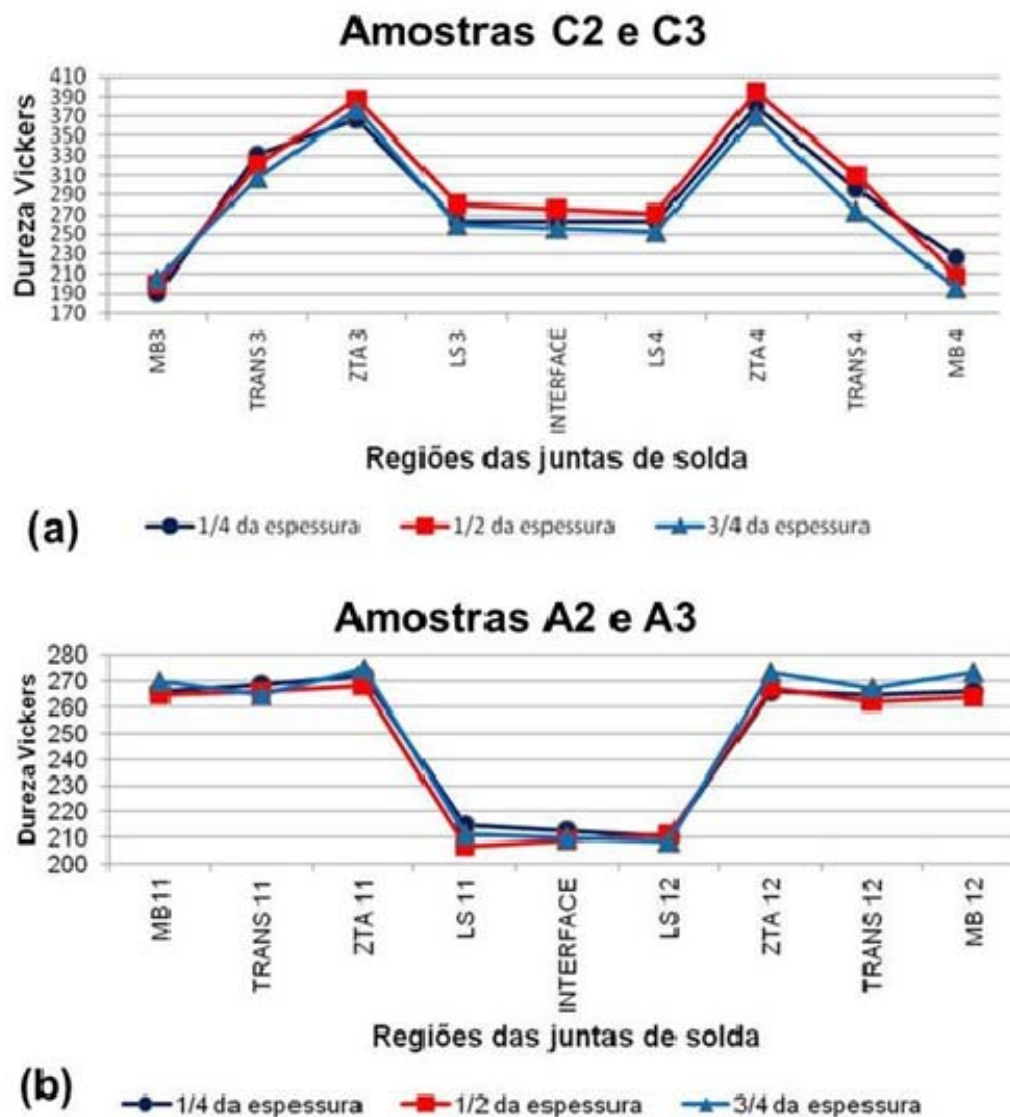 Amostras C2 e C3
Dureza Vickers
410
390
370
350
330
310
290
270
250
230
210
190
170
MB3
TRANS 3
ZTA 3
LS 3
INTERFACE
LS 4
ZTA 4
TRANS 4
MB 4
Regiões das juntas de solda
(a)
1/4 da espessura
1/2 da espessura
3/4 da espessura
Amostras A2 e A3
Dureza Vickers
280
270
260
250
240
230
220
210
200
MB 11
TRANS 11
ZTA 11
LS 11
INTERFACE
LS 12
ZTA 12
TRANS 12
MB 12
Regiões das juntas de solda
(b)
1/4 da espessura
1/2 da espessura
3/4 da espessura